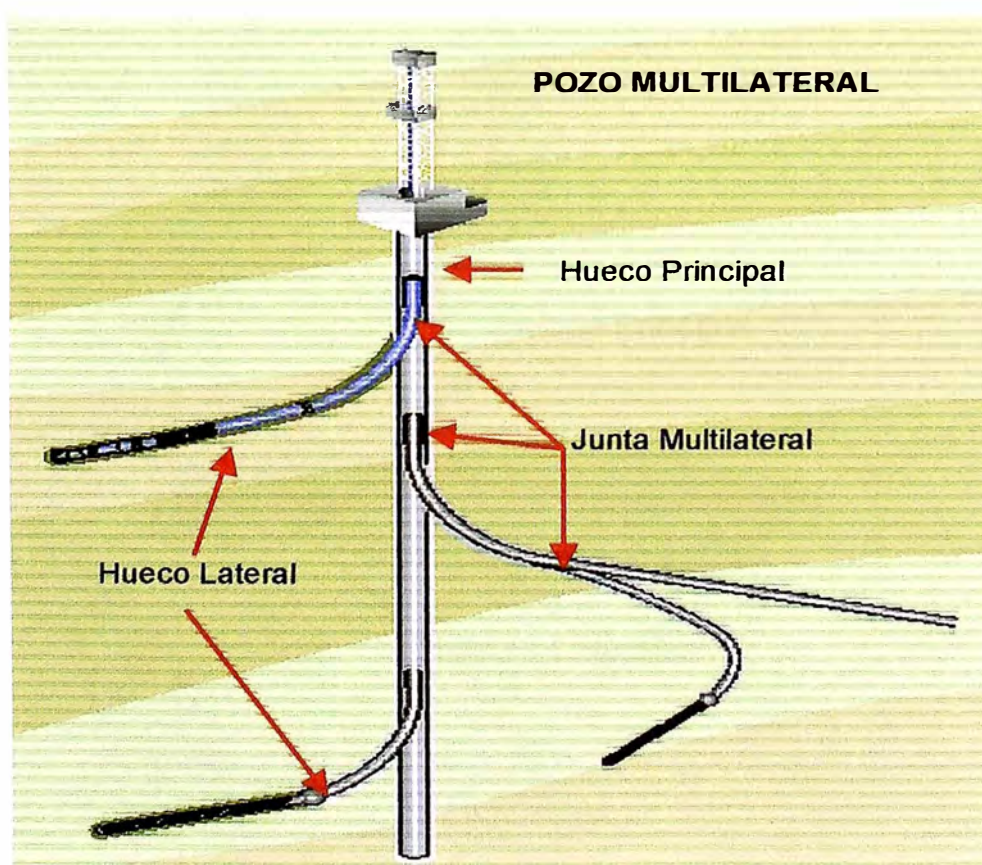 POZO MULTILATERAL
Hueco Principal
Junta Multilateral
Hueco Lateral